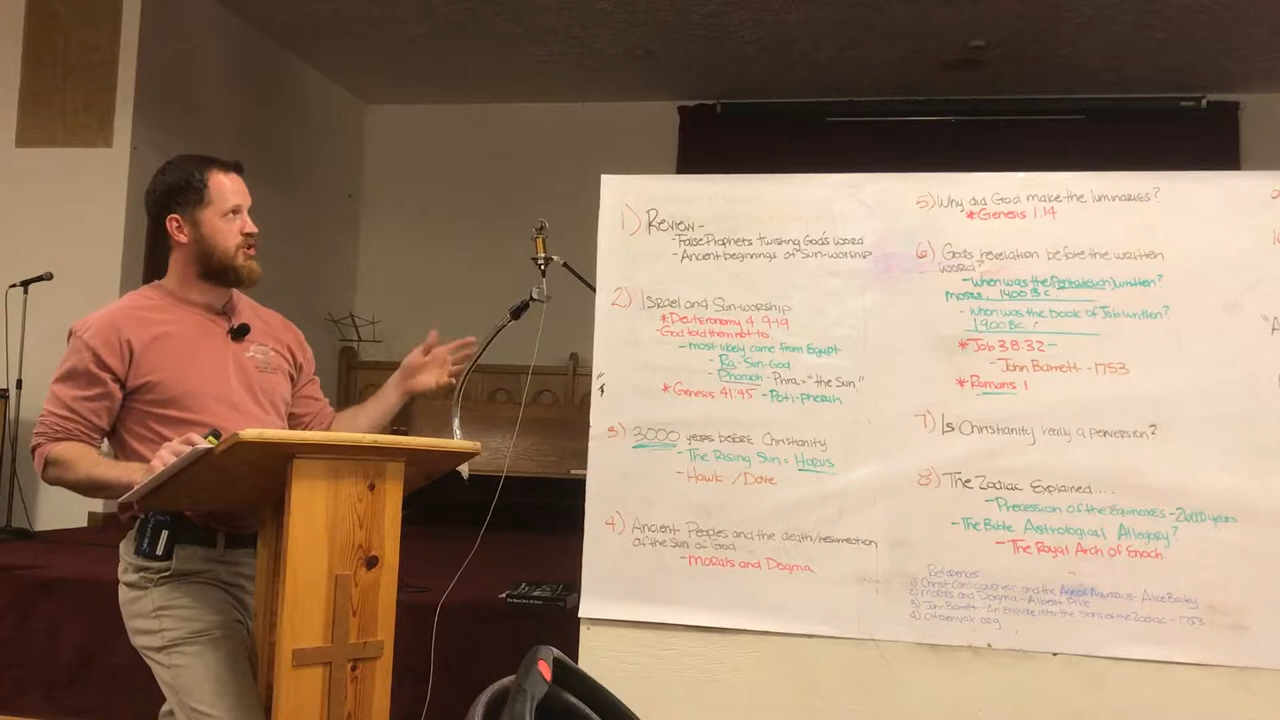 1) Review-
-False Prophets twisting God's word
-Ancient beginnings of Sun-worship
2) Israel and Sun-worship
*Deuteronomy 4:9-19
-God told them not to.
-most likely came from Egypt
-Ra-Sun-God
-Pharaoh-Phra="the Sun"
*Genesis 41:45 -Poti-pherah
3) 3000 years before Christianity
-The Rising Sun = Horus
-Hawk / Dove
4) Ancient Peoples and the death/resurrection
of the Sun of God
-Morals and Dogma
5) Why did God make the luminaries?
*Genesis 1:14
6) God's revelation before the written
word?
-When was the Pentateuch written?
Moses, 1400 BC.
-When was the book of Job written?
1900 BC.
*Job 38:32-
-John Barrett-1753
*Romans 1
7) Is Christianity really a perversion?
8) The Zodiac Explained....
-Precession of the Equinoxes -26000 years
-The Bible Astrological Allegory?
-The Royal Arch of Enoch
References
1) Christ Consciousness and the Aquarius- Alice Bailey
2) Morals and Dogma - Albert Pike
3) John Barrett - An Enquire into the Signs of the Zodiac - 1753
4) Citizenvox.org